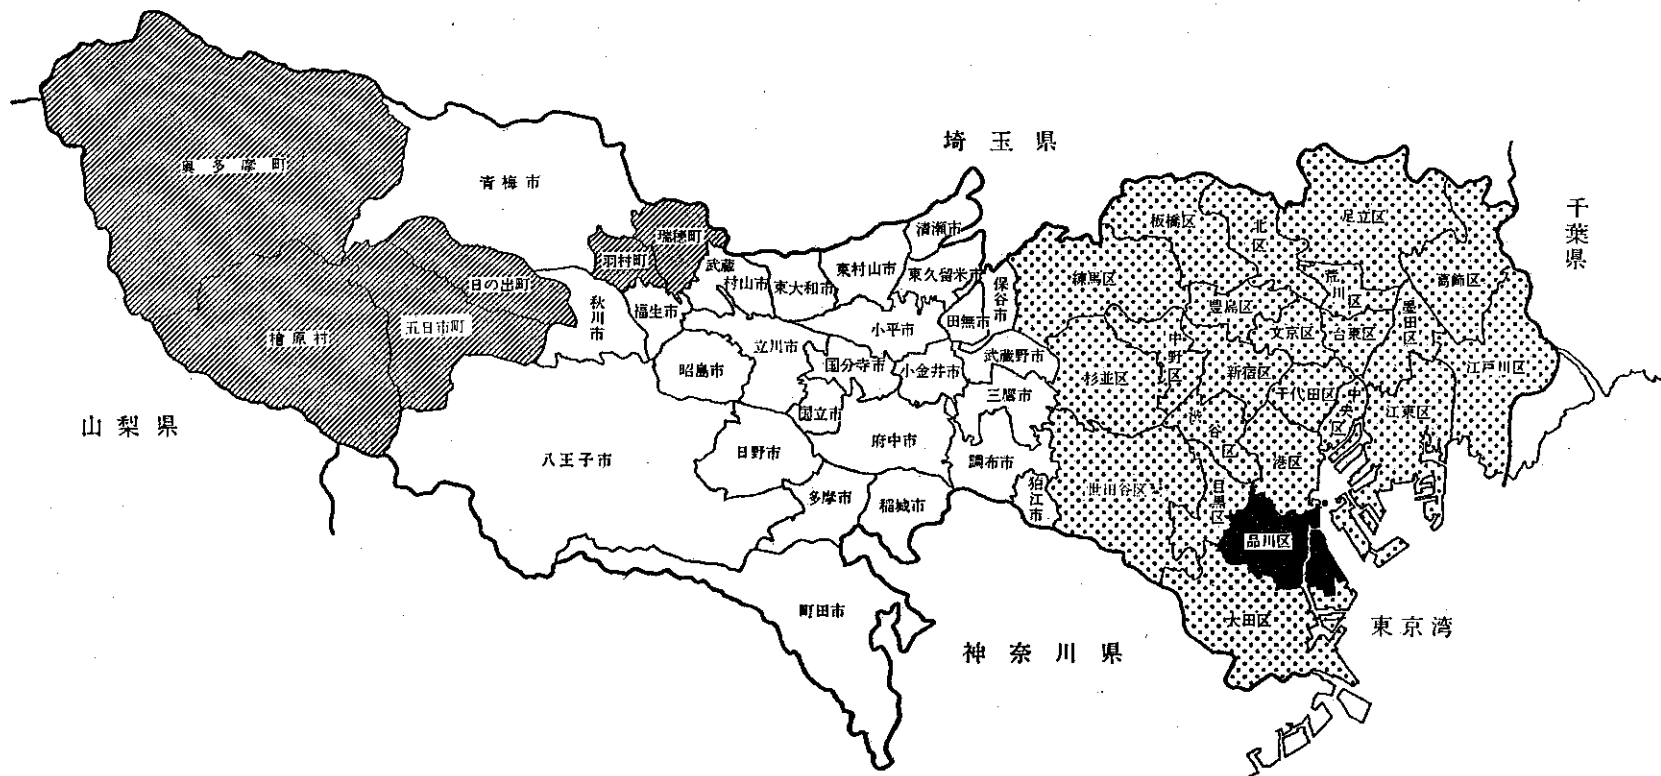 埼玉県
千葉県
山梨県
神奈川県
東京湾
奥多摩町
青梅市
瑞穂町
羽村町
日の出町
五日市町
檜原村
秋川市
福生市
武蔵
村山市
東大和市
東村山市
清瀬市
東久留米市
保谷市
田無市
小平市
立川市
昭島市
国分寺市
小金井市
武蔵野市
三鷹市
国立市
府中市
調布市
狛江市
日野市
八王子市
多摩市
稲城市
町田市
板橋区
北区
足立区
練馬区
豊島区
荒川区
葛飾区
墨田区
文京区
台東区
中野区
杉並区
新宿区
千代田区
中央区
江東区
江戸川区
渋谷区
港区
世田谷区
目黒区
品川区
大田区